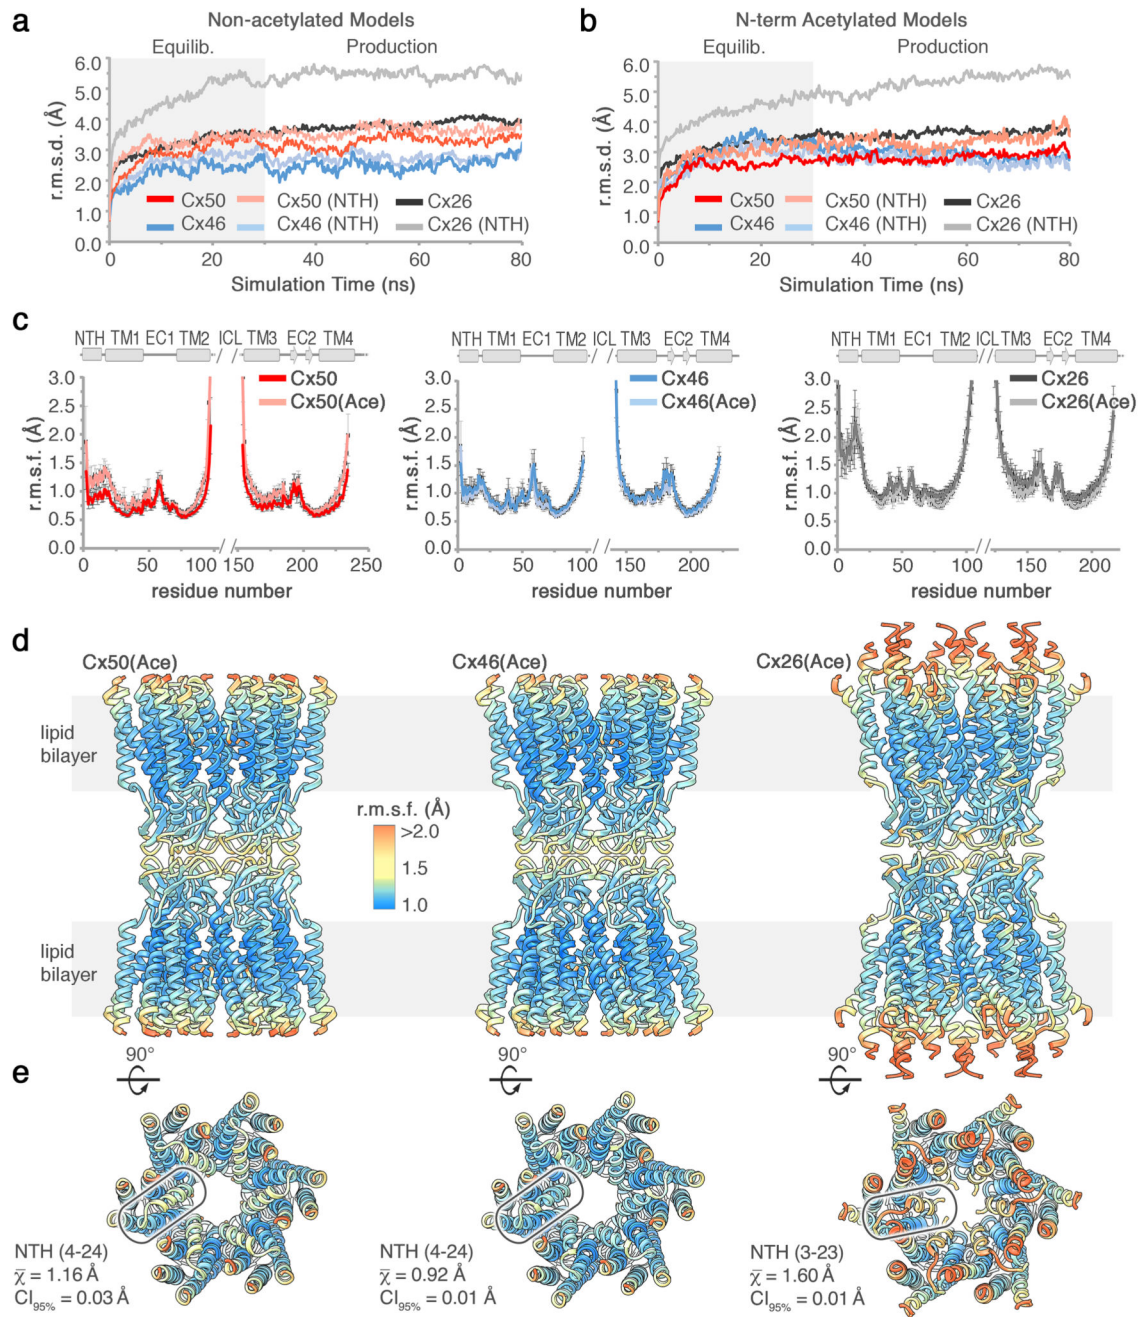 a
Non-acetylated Models
Equilib.
Production
r.m.s.d. (Å)
6.0
5.0
4.0
3.0
2.0
1.0
0.0
Cx50
Cx50 (NTH)
Cx26
Cx46
Cx46 (NTH)
Cx26 (NTH)
0
20
40
60
80
Simulation Time (ns)
b
N-term Acetylated Models
Equilib.
Production
r.m.s.d. (Å)
6.0
5.0
4.0
3.0
2.0
1.0
0.0
Cx50
Cx50 (NTH)
Cx26
Cx46
Cx46 (NTH)
Cx26 (NTH)
0
20
40
60
80
Simulation Time (ns)
c
NTH TM1 EC1 TM2 ICL TM3 EC2 TM4
Cx50
Cx50(Ace)
r.m.s.f. (Å)
3.0
2.5
2.0
1.5
1.0
0.5
0.0
0 50 100 // 150 200 250
residue number
NTH TM1 EC1 TM2 ICL TM3 EC2 TM4
Cx46
Cx46(Ace)
r.m.s.f. (Å)
3.0
2.5
2.0
1.5
1.0
0.5
0.0
0 50 100 // 150 200
residue number
NTH TM1 EC1 TM2 ICL TM3 EC2 TM4
Cx26
Cx26(Ace)
r.m.s.f. (Å)
3.0
2.5
2.0
1.5
1.0
0.5
0.0
0 50 100 // 150 200
residue number
d
Cx50(Ace)
Cx46(Ace)
Cx26(Ace)
lipid
bilayer
r.m.s.f. (Å)
>2.0
1.5
1.0
lipid
bilayer
90°
90°
90°
e
NTH (4-24)
χ̄ = 1.16 Å
CI95% = 0.03 Å
NTH (4-24)
χ̄ = 0.92 Å
CI95% = 0.01 Å
NTH (3-23)
χ̄ = 1.60 Å
CI95% = 0.01 Å